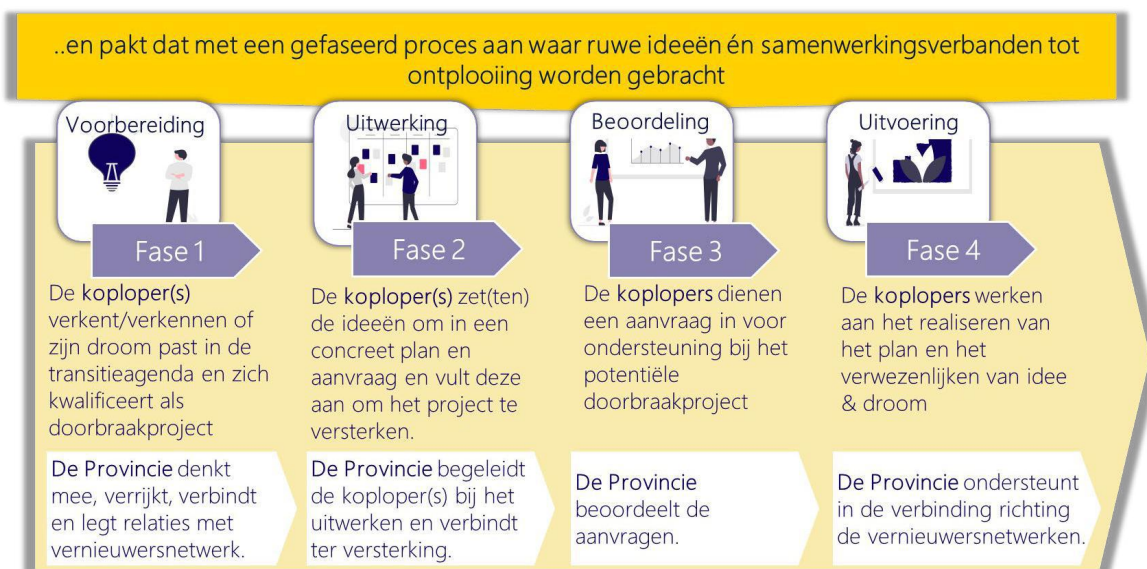 ..en pakt dat met een gefaseerd proces aan waar ruwe ideeën én samenwerkingsverbanden tot
ontplooiing worden gebracht
Voorbereiding
Fase 1
De koploper(s)
verkent/verkennen of
zijn droom past in de
transitieagenda en zich
kwalificeert als
doorbraakproject
De Provincie denkt
mee, verrijkt, verbindt
en legt relaties met
vernieuwersnetwerk.
Uitwerking
Fase 2
De koploper(s) zet(ten)
de ideeën om in een
concreet plan en
aanvraag en vult deze
aan om het project te
versterken.
De Provincie begeleidt
de koploper(s) bij het
uitwerken en verbindt
ter versterking.
Beoordeling
Fase 3
De koplopers dienen
een aanvraag in voor
ondersteuning bij het
potentiële
doorbraakproject
De Provincie
beoordeelt de
aanvragen.
Uitvoering
Fase 4
De koplopers werken
aan het realiseren van
het plan en het
verwezenlijken van idee
& droom
De Provincie ondersteunt
in de verbinding richting
de vernieuwersnetwerken.